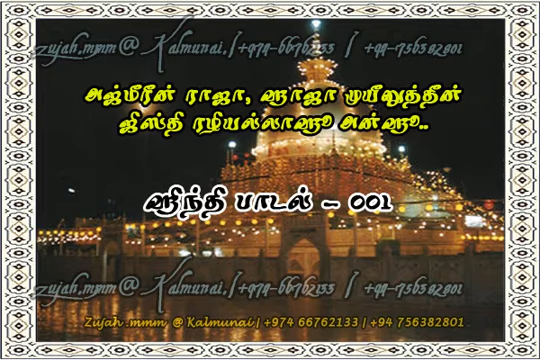 Zujah.mmm @ Kalmunai, / +974-66762133 / +94-756382801
அஜ்மீரின் ராஜா, ஹாஜா முயீனுத்தீன்
ஜிஸ்தி ரழியல்லாஹூ அன்ஹூ..
ஹிந்தி பாடல் - 001
Zujah.mmm @ Kalmunai, / +974-66762133 / +94-756382801
Zujah .mmm @ Kalmunai / +974 66762133 / +94 756382801